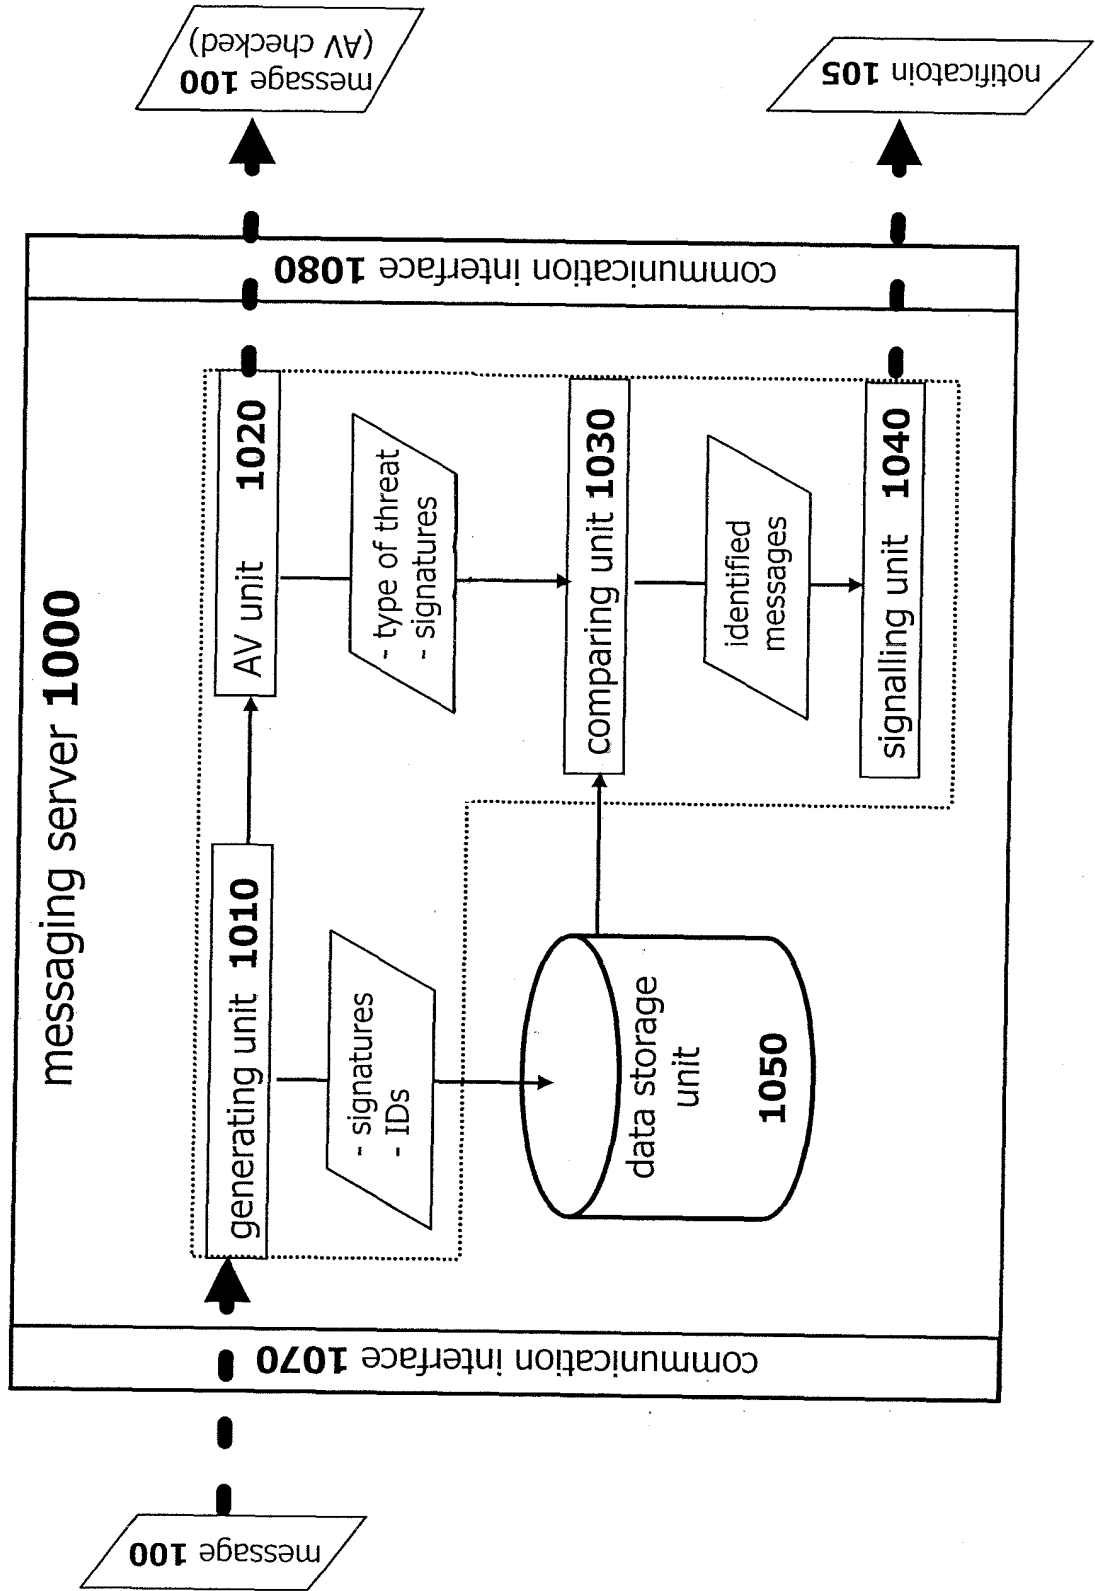 messaging server 1000
message 100
communication interface 1070
generating unit 1010
- signatures
- IDs
data storage
unit
1050
AV unit 1020
- type of threat
- signatures
comparing unit 1030
identified
messages
signalling unit 1040
communication interface 1080
message 100
(AV checked)
notificatoin 105